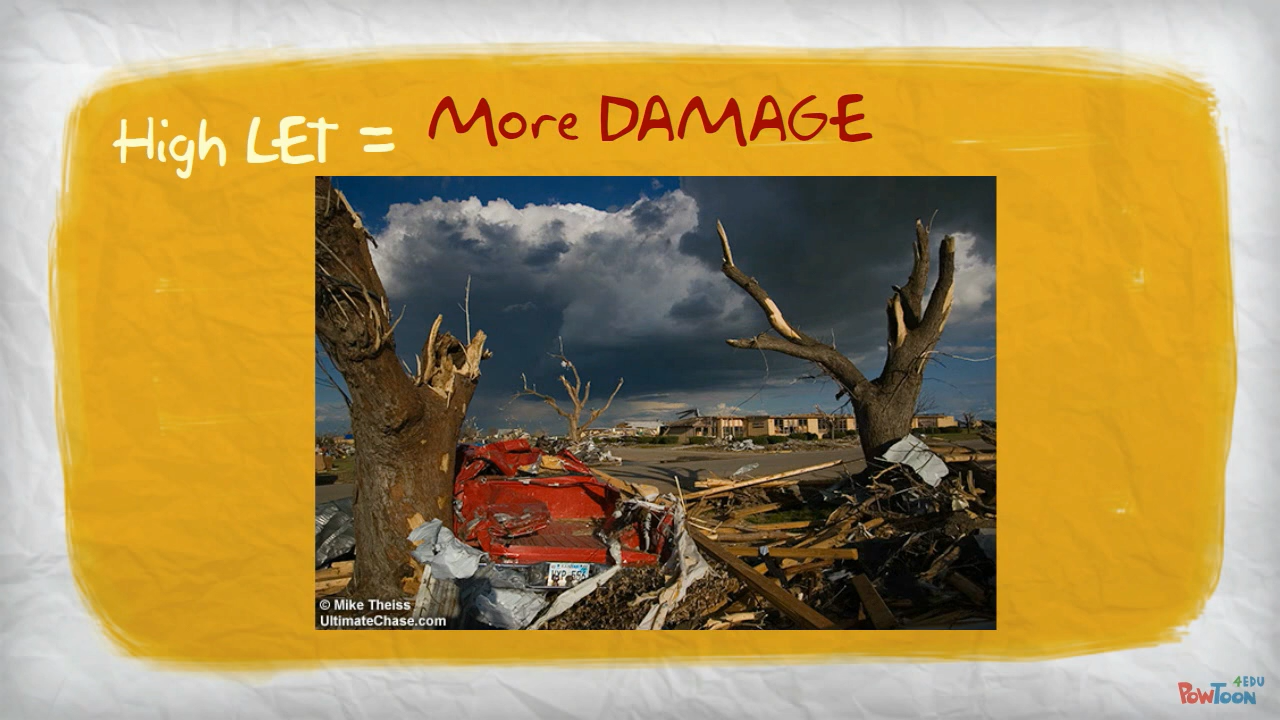 High LET = More DAMAGE
© Mike Theiss
UltimateChase.com
4EDU
PowToon